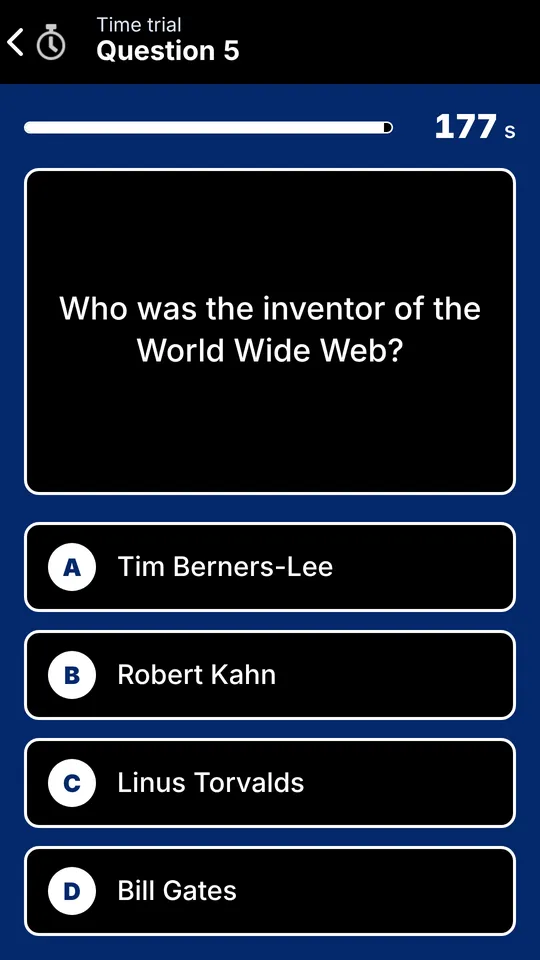 Time trial
Question 5
177 s
Who was the inventor of the
World Wide Web?
A Tim Berners-Lee
B Robert Kahn
C Linus Torvalds
D Bill Gates